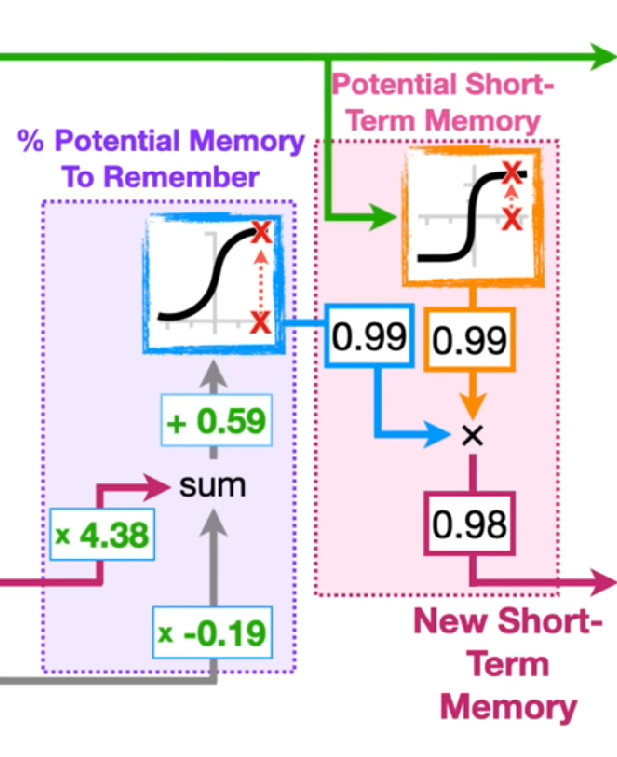 Potential Short-
Term Memory
% Potential Memory
To Remember
0.99
0.99
+ 0.59
×
sum
x 4.38
0.98
x -0.19
New Short-
Term
Memory